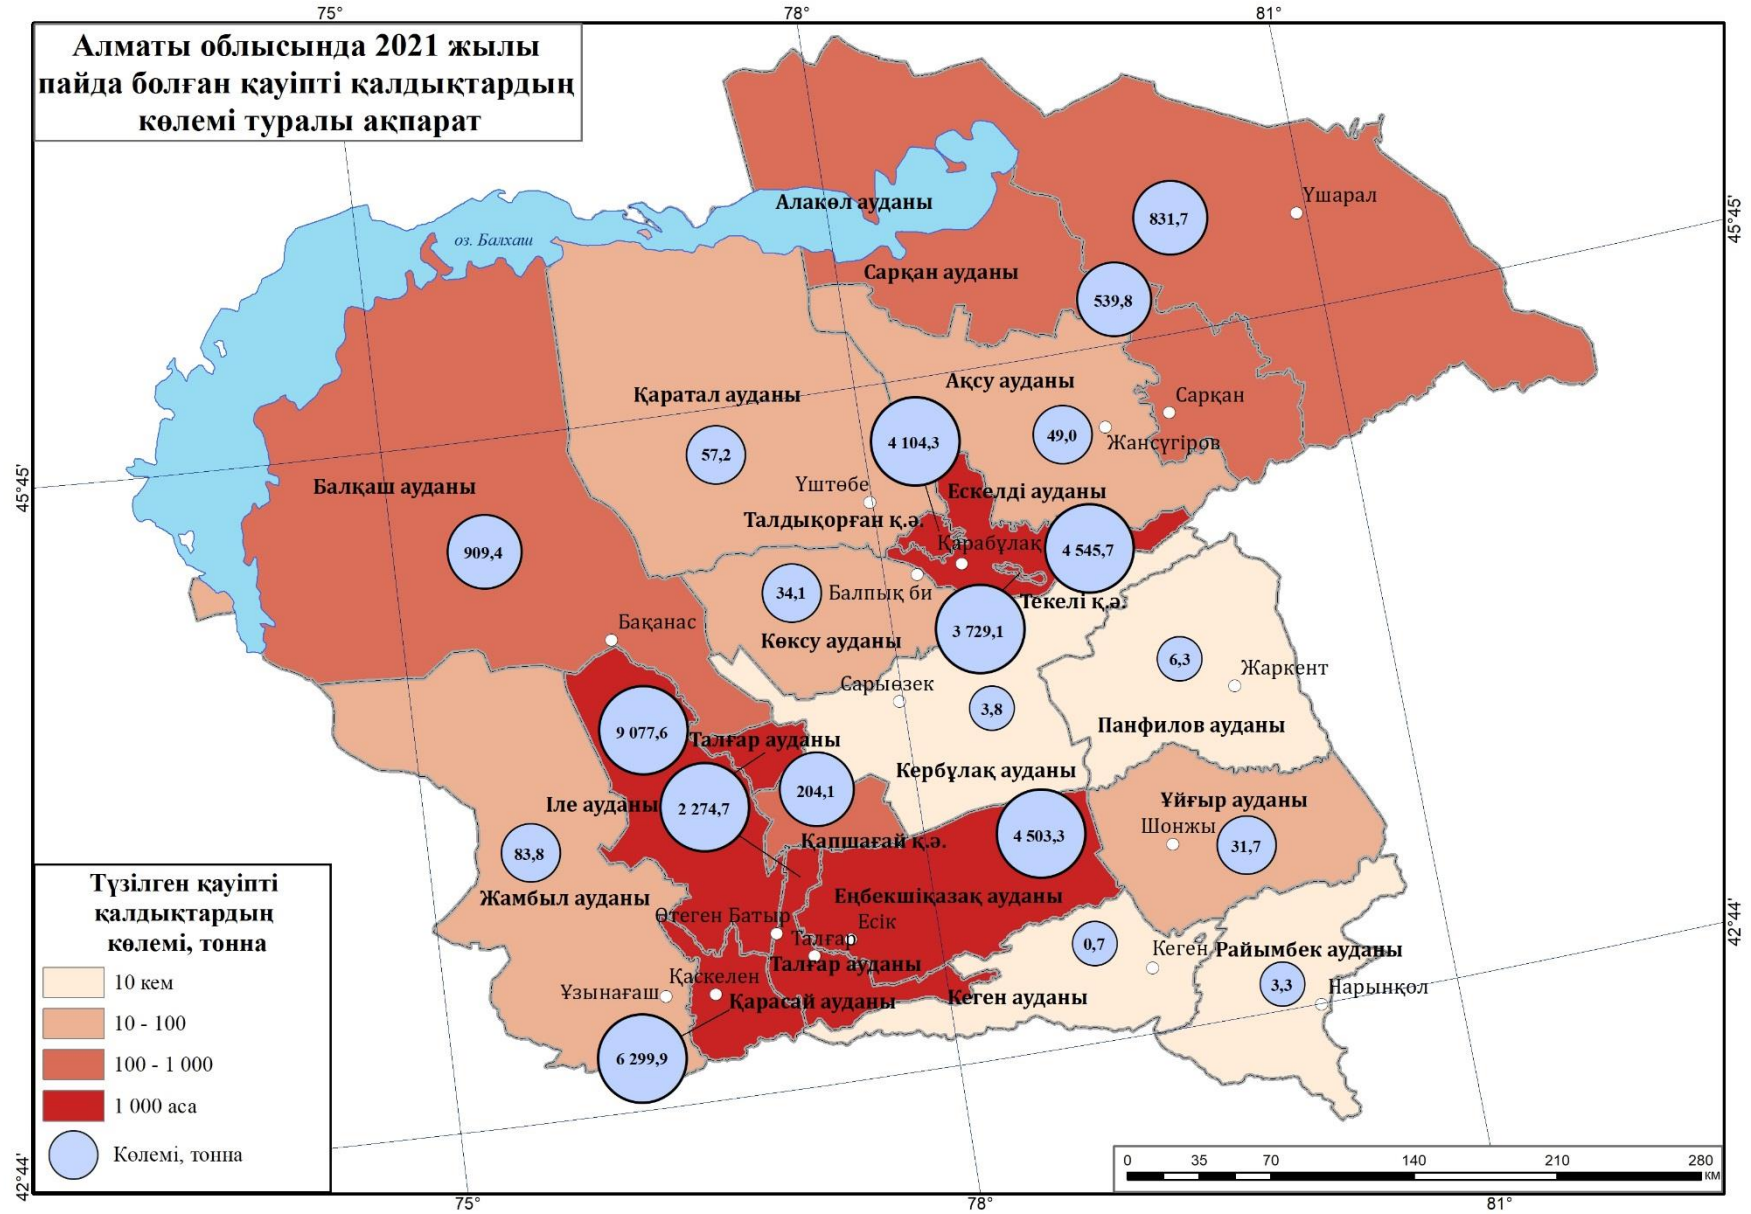 75°
78°
81°
Алматы облысында 2021 жылы
пайда болған қауіпті қалдықтардың
көлемі туралы ақпарат
45°45'
45°45'
Үшарал
Алакөл ауданы
831,7
оз. Балхаш
Сарқан ауданы
539,8
Қаратал ауданы
Ақсу ауданы
Сарқан
4 104,3
49,0
Жансүгіров
57,2
Балқаш ауданы
Үштөбе
Ескелді ауданы
Талдықорған қ.ә.
Қарабұлақ
4 545,7
909,4
34,1
Балпық би
Текелі қ.ә.
Бақанас
Көксу ауданы
3 729,1
6,3
Жаркент
Сарыөзек
3,8
Панфилов ауданы
9 077,6
Талғар ауданы
Кербұлақ ауданы
204,1
Іле ауданы
2 274,7
Ұйғыр ауданы
Шонжы
31,7
4 503,3
Қапшағай қ.ә.
83,8
Жамбыл ауданы
Еңбекшіқазақ ауданы
Өтеген Батыр
Есік
Талғар
0,7
Кеген
Райымбек ауданы
Талғар ауданы
Қаскелен
Ұзынағаш
Қарасай ауданы
Кеген ауданы
3,3
Нарынқол
6 299,9
42°44'
42°44'
Түзілген қауіпті
қалдықтардың
көлемі, тонна
10 кем
10 - 100
100 - 1 000
1 000 аса
Көлемі, тонна
0 35 70 140 210 280
км
75°
78°
81°